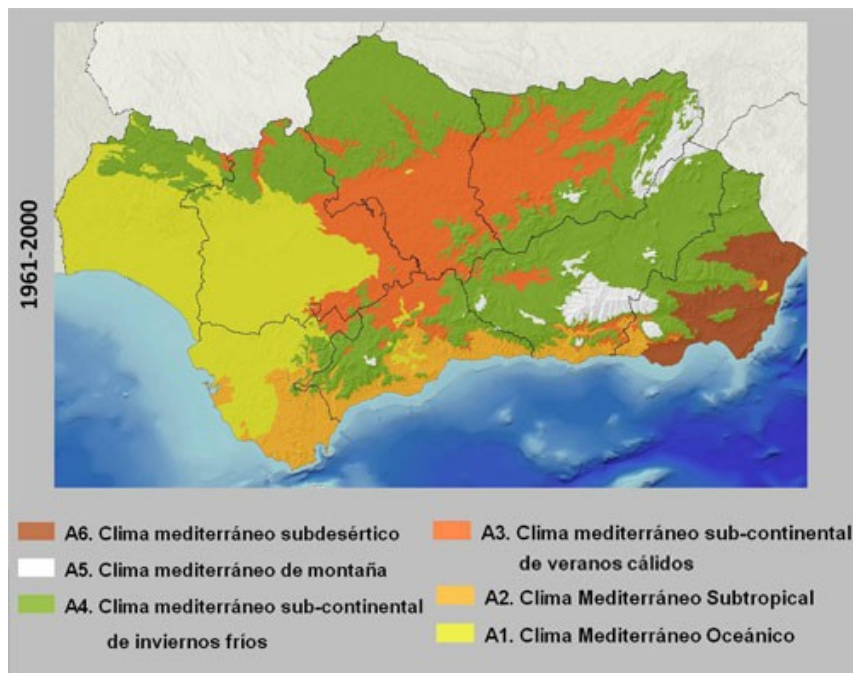 1961-2000
A6. Clima mediterráneo subdesértico
A5. Clima mediterráneo de montaña
A4. Clima mediterráneo sub-continental
de inviernos fríos
A3. Clima mediterráneo sub-continental
de veranos cálidos
A2. Clima Mediterráneo Subtropical
A1. Clima Mediterráneo Oceánico